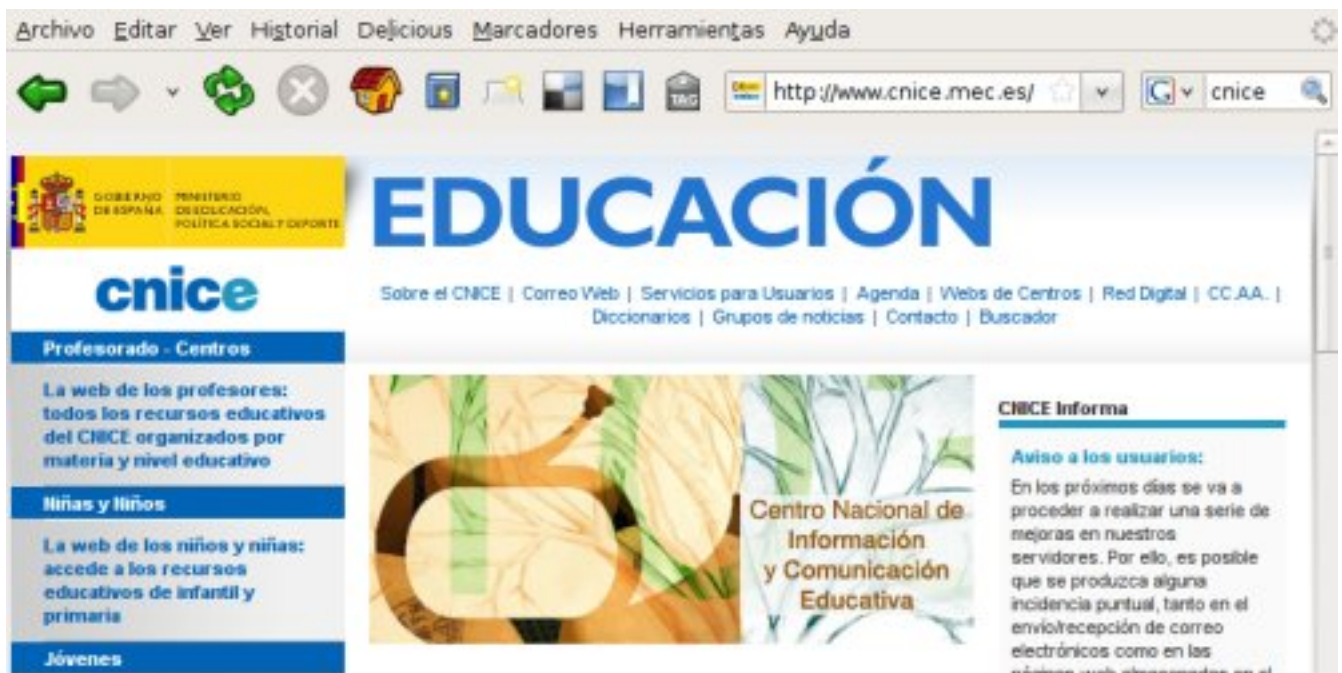 Archivo Editar Ver Historial Delicious Marcadores Herramientas Ayuda
TAG
http://www.cnice.mec.es/
G
cnice
GOBIERNO DE ESPAÑA
MINISTERIO DE EDUCACIÓN, POLÍTICA SOCIAL Y DEPORTE
EDUCACIÓN
cnice
Sobre el CNICE | Correo Web | Servicios para Usuarios | Agenda | Webs de Centros | Red Digital | CC.AA. |
Diccionarios | Grupos de noticias | Contacto | Buscador
Profesorado - Centros
La web de los profesores:
todos los recursos educativos
del CNICE organizados por
materia y nivel educativo
Niñas y Niños
La web de los niños y niñas:
accede a los recursos
educativos de infantil y
primaria
Jóvenes
Centro Nacional de
Información
y Comunicación
Educativa
CNICE Informa
Aviso a los usuarios:
En los próximos días se va a
proceder a realizar una serie de
mejoras en nuestros
servidores. Por ello, es posible
que se produzca alguna
incidencia puntual, tanto en el
envío/recepción de correo
electrónicos como en las